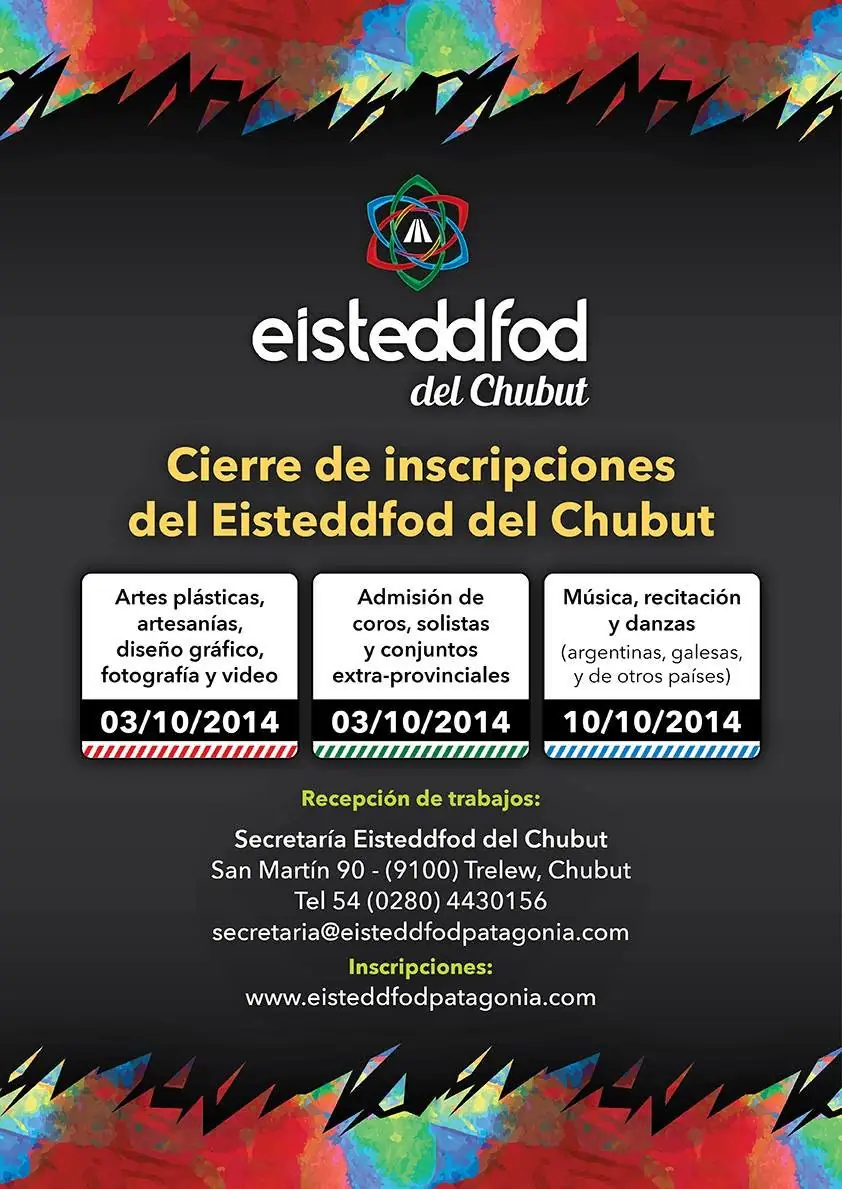 eisteddfod
del Chubut
Cierre de inscripciones
del Eisteddfod del Chubut
Artes plásticas,
artesanías,
diseño gráfico,
fotografía y video
03/10/2014
Admisión de
coros, solistas
y conjuntos
extra-provinciales
03/10/2014
Música, recitación
y danzas
(argentinas, galesas,
y de otros países)
10/10/2014
Recepción de trabajos:
Secretaría Eisteddfod del Chubut
San Martín 90 - (9100) Trelew, Chubut
Tel 54 (0280) 4430156
secretaria@eisteddfodpatagonia.com
Inscripciones:
www.eisteddfodpatagonia.com